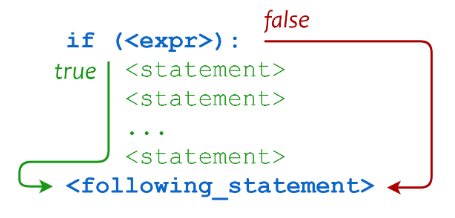 false
if (<expr>):
true <statement>
<statement>
...
<statement>
<following_statement>